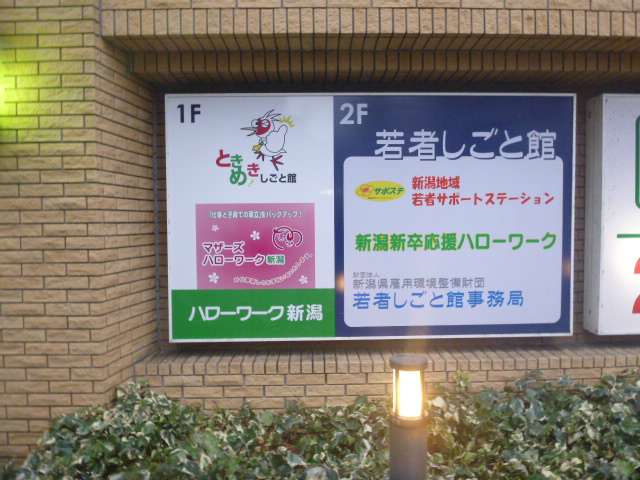 1F
ときめきしごと館
「仕事と子育ての両立」をバックアップ!
マザーズ
ハローワーク新潟
ハローワーク新潟
2F
若者しごと館
サポステ
新潟地域
若者サポートステーション
新潟新卒応援ハローワーク
財団法人
新潟県雇用環境整備財団
若者しごと館事務局